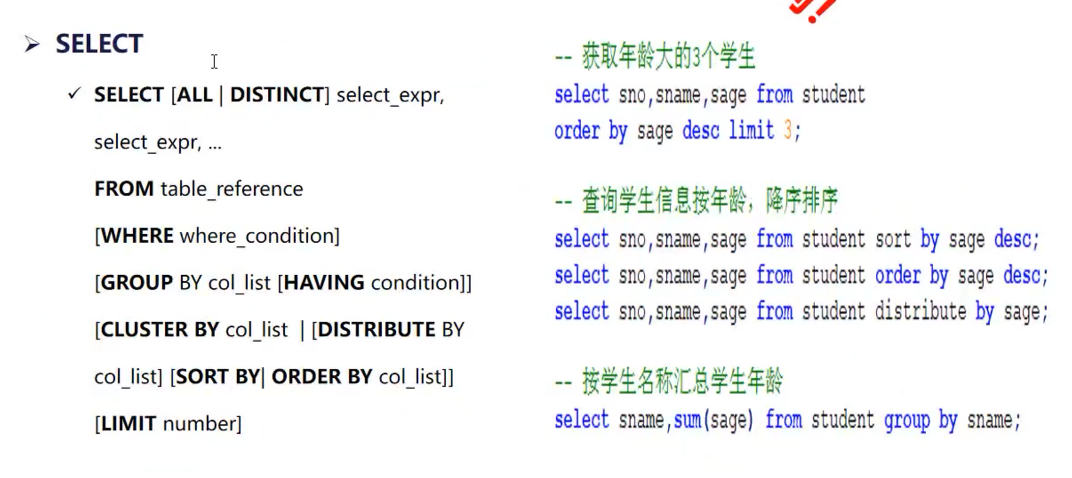 SELECT
SELECT [ALL | DISTINCT] select_expr,
select_expr, ...
FROM table_reference
[WHERE where_condition]
[GROUP BY col_list [HAVING condition]]
[CLUSTER BY col_list | [DISTRIBUTE BY
col_list] [SORT BY| ORDER BY col_list]]
[LIMIT number]
-- 获取年龄大的3个学生
select sno,sname,sage from student
order by sage desc limit 3;
-- 查询学生信息按年龄，降序排序
select sno,sname,sage from student sort by sage desc;
select sno,sname,sage from student order by sage desc;
select sno,sname,sage from student distribute by sage;
-- 按学生名称汇总学生年龄
select sname,sum(sage) from student group by sname;